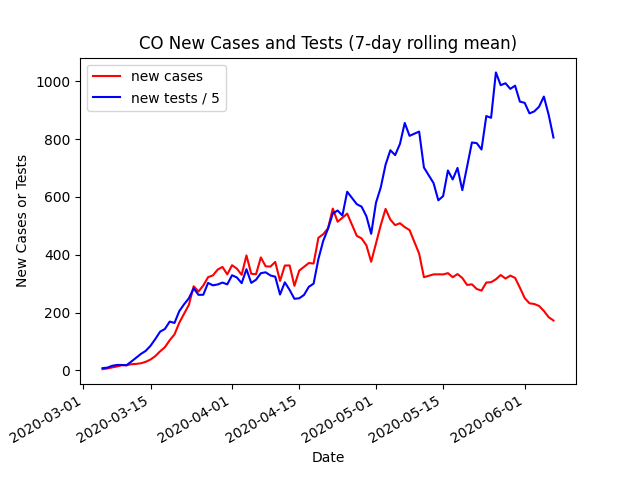 CO New Cases and Tests (7-day rolling mean)
new cases
new tests / 5
New Cases or Tests
1000
800
600
400
200
0
2020-03-01
2020-03-15
2020-04-01
2020-04-15
2020-05-01
2020-05-15
2020-06-01
Date